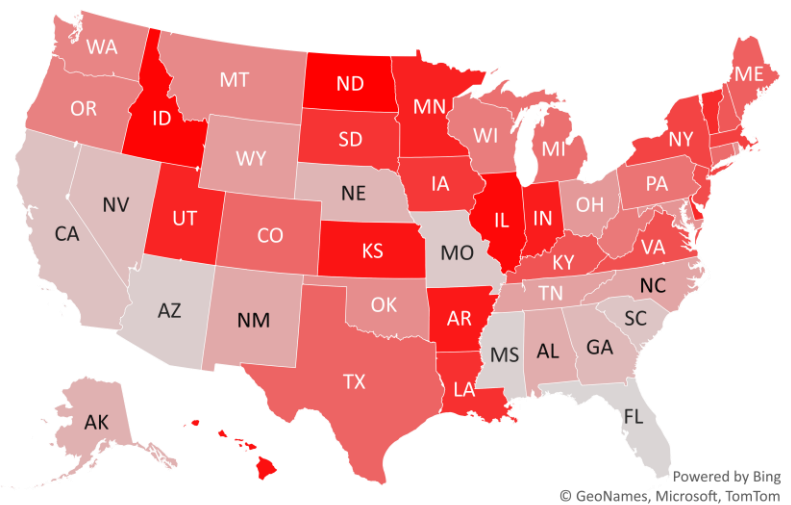 WA
MT
ND
MN
ME
OR
ID
SD
WI
MI
NY
WY
IA
PA
NV
NE
OH
UT
CO
IL
IN
CA
KS
MO
KY
VA
AZ
NM
OK
AR
TN
NC
SC
MS
AL
GA
TX
LA
AK
FL
Powered by Bing
© GeoNames, Microsoft, TomTom